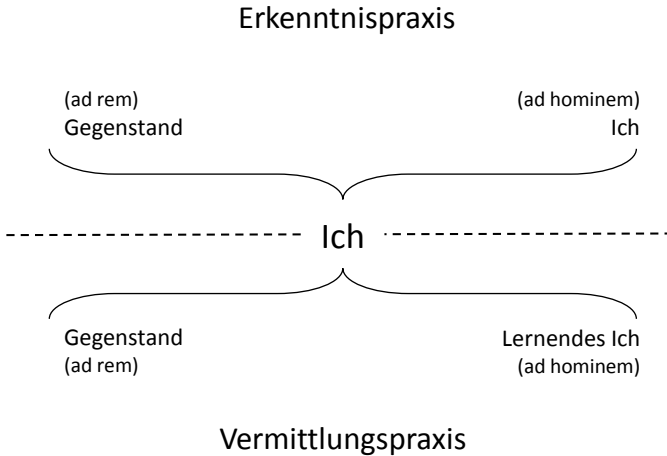 Erkenntnispraxis
(ad rem) (ad hominem)
Gegenstand Ich
Ich
Gegenstand Lernendes Ich
(ad rem) (ad hominem)
Vermittlungspraxis